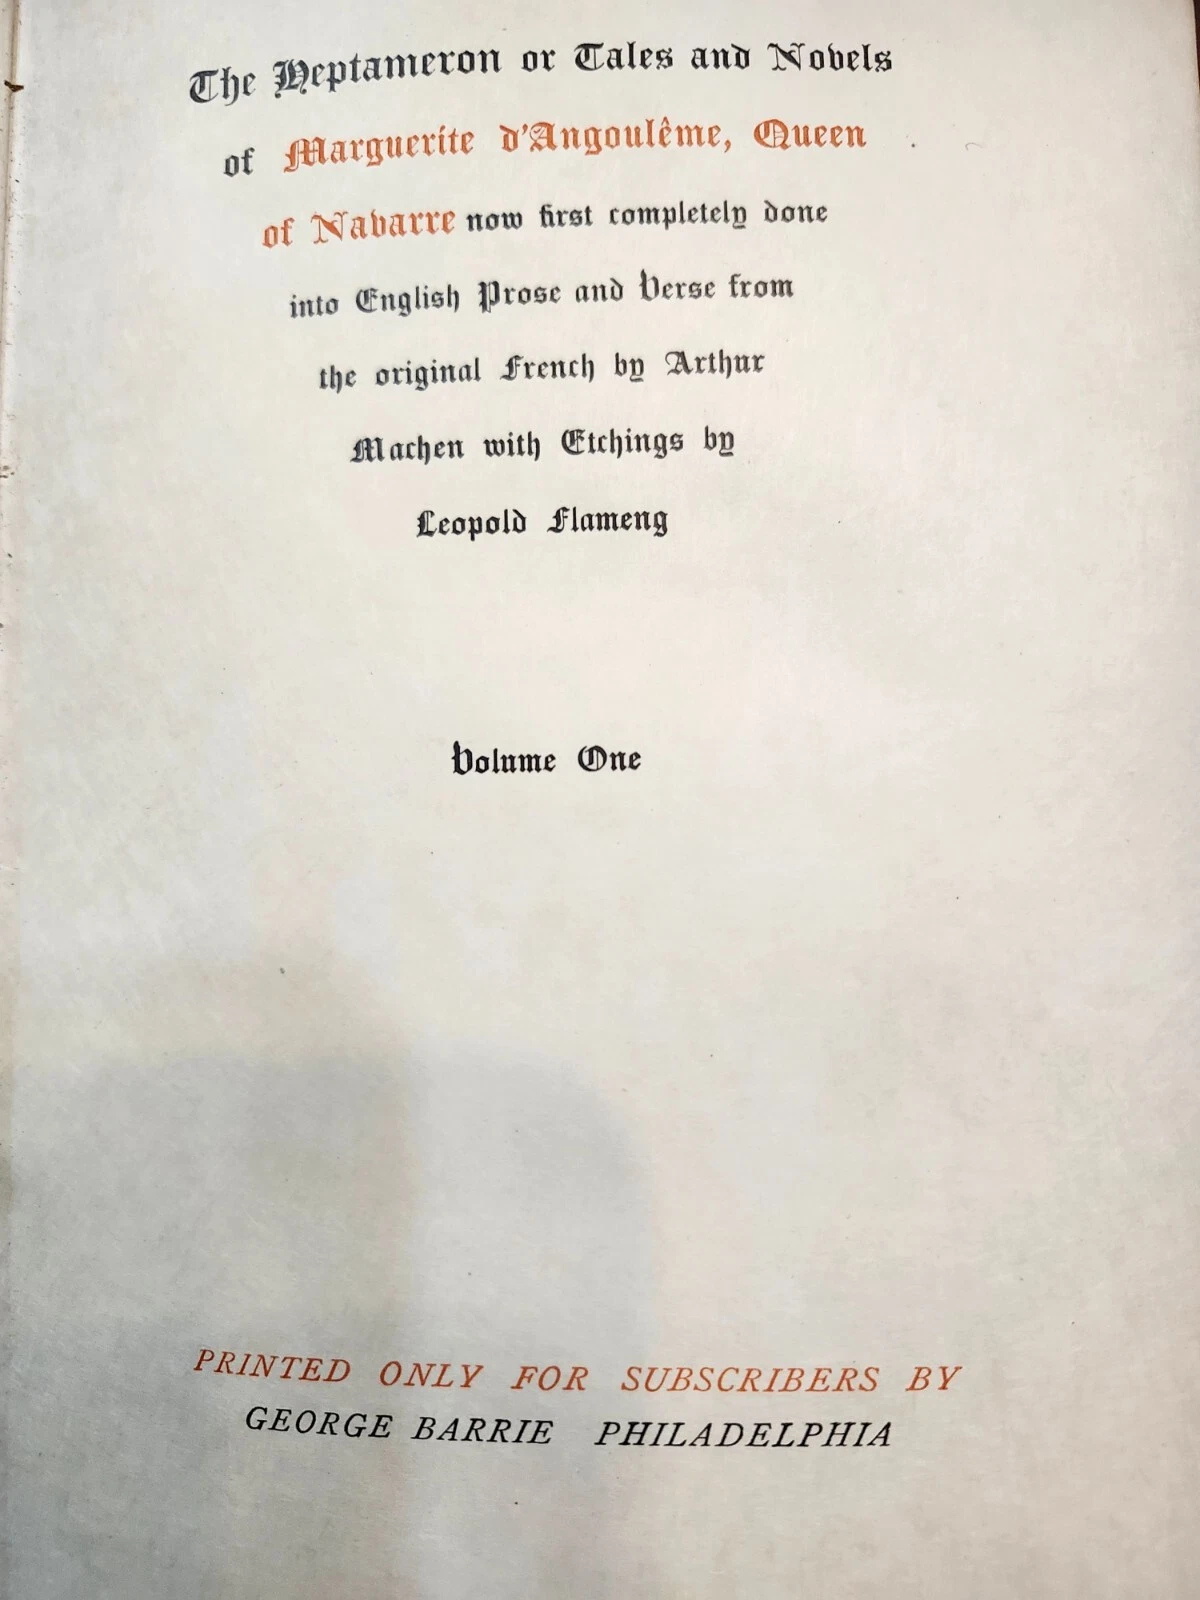 The Heptameron or Tales and Novels
of Marguerite d'Angoulême, Queen
of Navarre now first completely done
into English Prose and Verse from
the original French by Arthur
Machen with Etchings by
Leopold Flameng
Volume One
PRINTED ONLY FOR SUBSCRIBERS BY
GEORGE BARRIE PHILADELPHIA